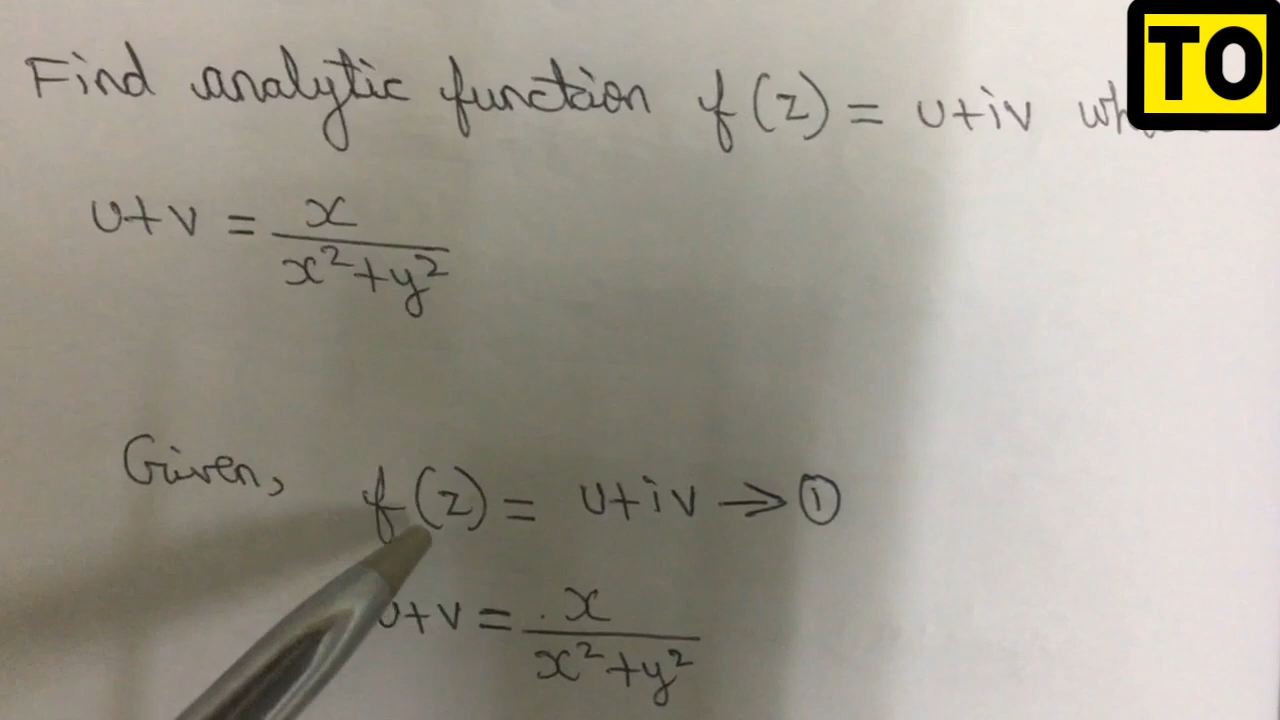 Find analytic function f(z) = u+iv
TO
u+v = x / x²+y²
Given, f(z) = u+iv → ①
u+v = x / x²+y²